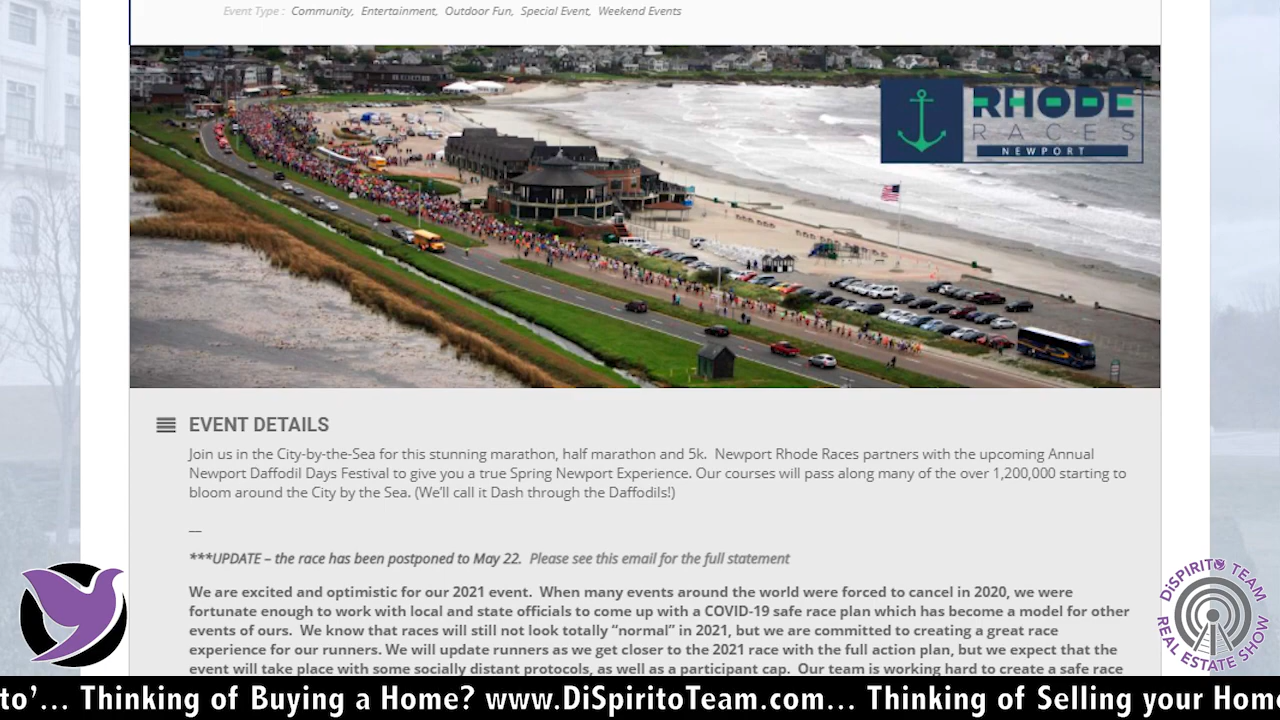 Event Type : Community, Entertainment, Outdoor Fun, Special Event, Weekend Events
RHODE
RACES
NEWPORT
EVENT DETAILS
Join us in the City-by-the-Sea for this stunning marathon, half marathon and 5k. Newport Rhode Races partners with the upcoming Annual
Newport Daffodil Days Festival to give you a true Spring Newport Experience. Our courses will pass along many of the over 1,200,000 starting to
bloom around the City by the Sea. (We’ll call it Dash through the Daffodils!)
—
***UPDATE – the race has been postponed to May 22. Please see this email for the full statement
We are excited and optimistic for our 2021 event. When many events around the world were forced to cancel in 2020, we were
fortunate enough to work with local and state officials to come up with a COVID-19 safe race plan which has become a model for other
events of ours. We know that races will still not look totally “normal” in 2021, but we are committed to creating a great race
experience for our runners. We will update runners as we get closer to the 2021 race with the full action plan, but we expect that the
event will take place with some socially distant protocols, as well as a participant cap. Our team is working hard to create a safe race
DiSPIRITO TEAM
REAL ESTATE SHOW
to’... Thinking of Buying a Home? www.DiSpiritoTeam.com... Thinking of Selling your Home